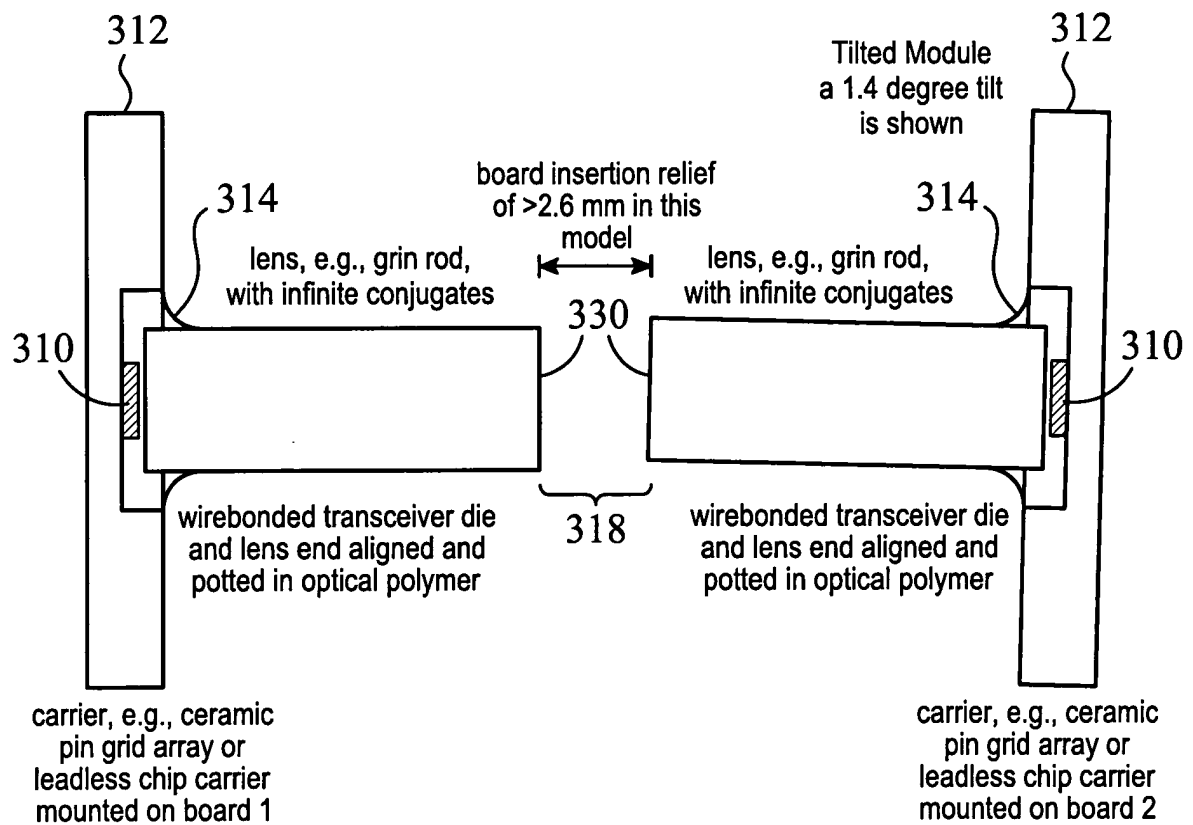 312
312
Tilted Module
a 1.4 degree tilt
is shown
board insertion relief
of >2.6 mm in this
model
314
314
lens, e.g., grin rod,
with infinite conjugates
lens, e.g., grin rod,
with infinite conjugates
310
330
310
318
wirebonded transceiver die
and lens end aligned and
potted in optical polymer
wirebonded transceiver die
and lens end aligned and
potted in optical polymer
carrier, e.g., ceramic
pin grid array or
leadless chip carrier
mounted on board 1
carrier, e.g., ceramic
pin grid array or
leadless chip carrier
mounted on board 2